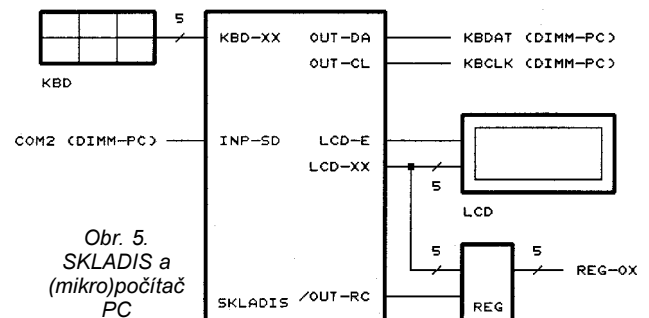 5
KBD-XX OUT-DA KBDAT (DIMM-PC)
OUT-CL KBCLK (DIMM-PC)
KBD
COM2 (DIMM-PC) INP-SD LCD-E
LCD-XX
5
LCD
Obr. 5.
SKLADIS a
(mikro)počítač
PC
5 5
REG-OX
SKLADIS /OUT-RC
REG